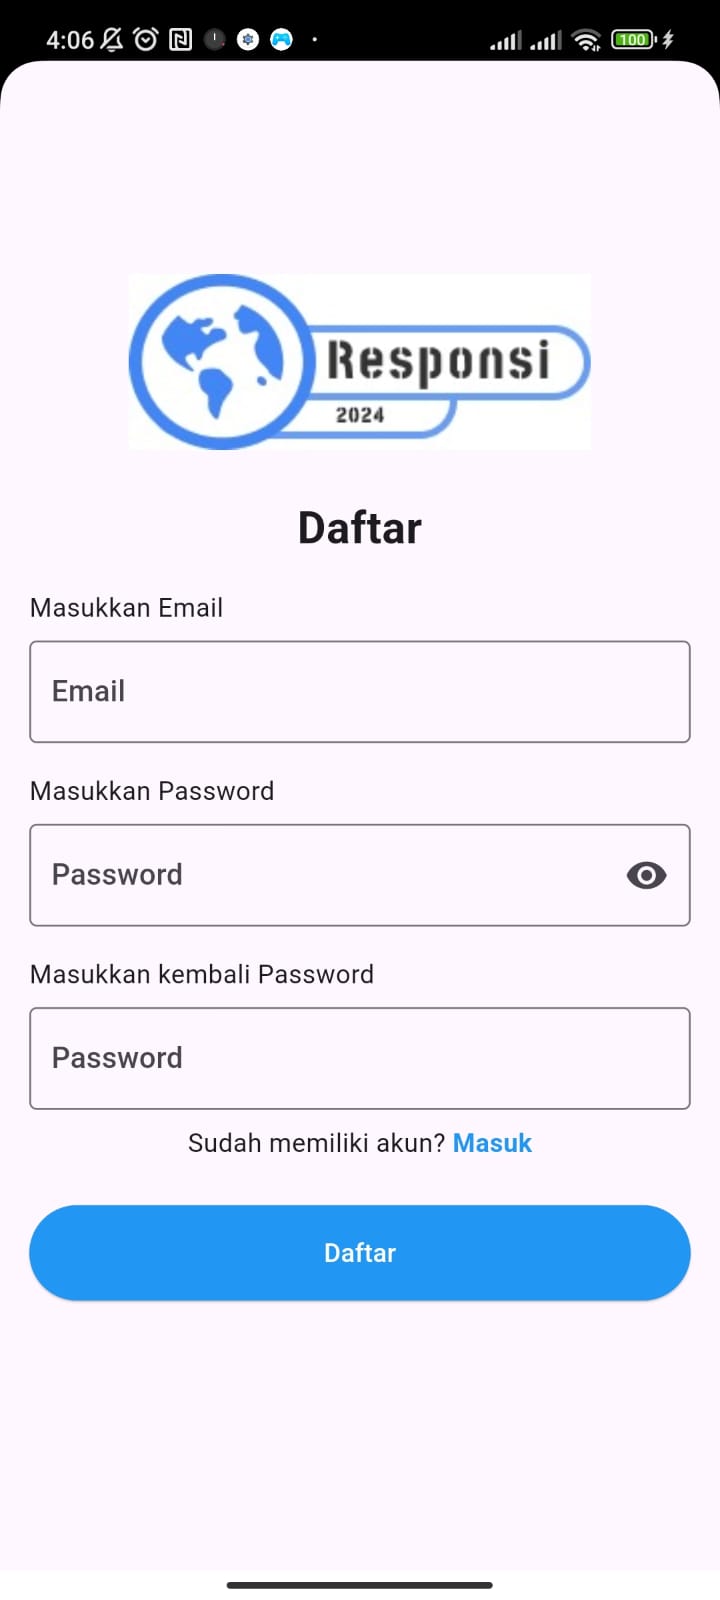 4:06
100
Responsi
2024
Daftar
Masukkan Email
Email
Masukkan Password
Password
Masukkan kembali Password
Password
Sudah memiliki akun? Masuk
Daftar